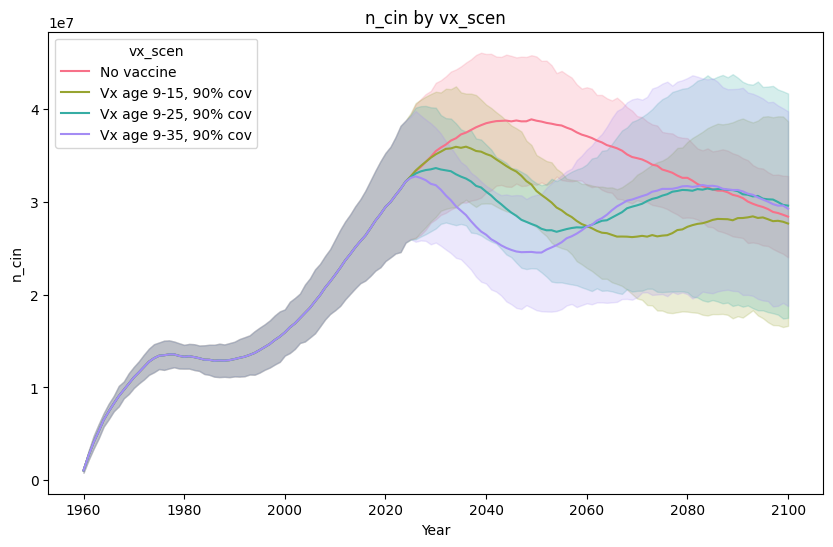 n_cin by vx_scen
1e7
vx_scen
No vaccine
Vx age 9-15, 90% cov
Vx age 9-25, 90% cov
Vx age 9-35, 90% cov
4
3
2
1
0
n_cin
1960 1980 2000 2020 2040 2060 2080 2100
Year